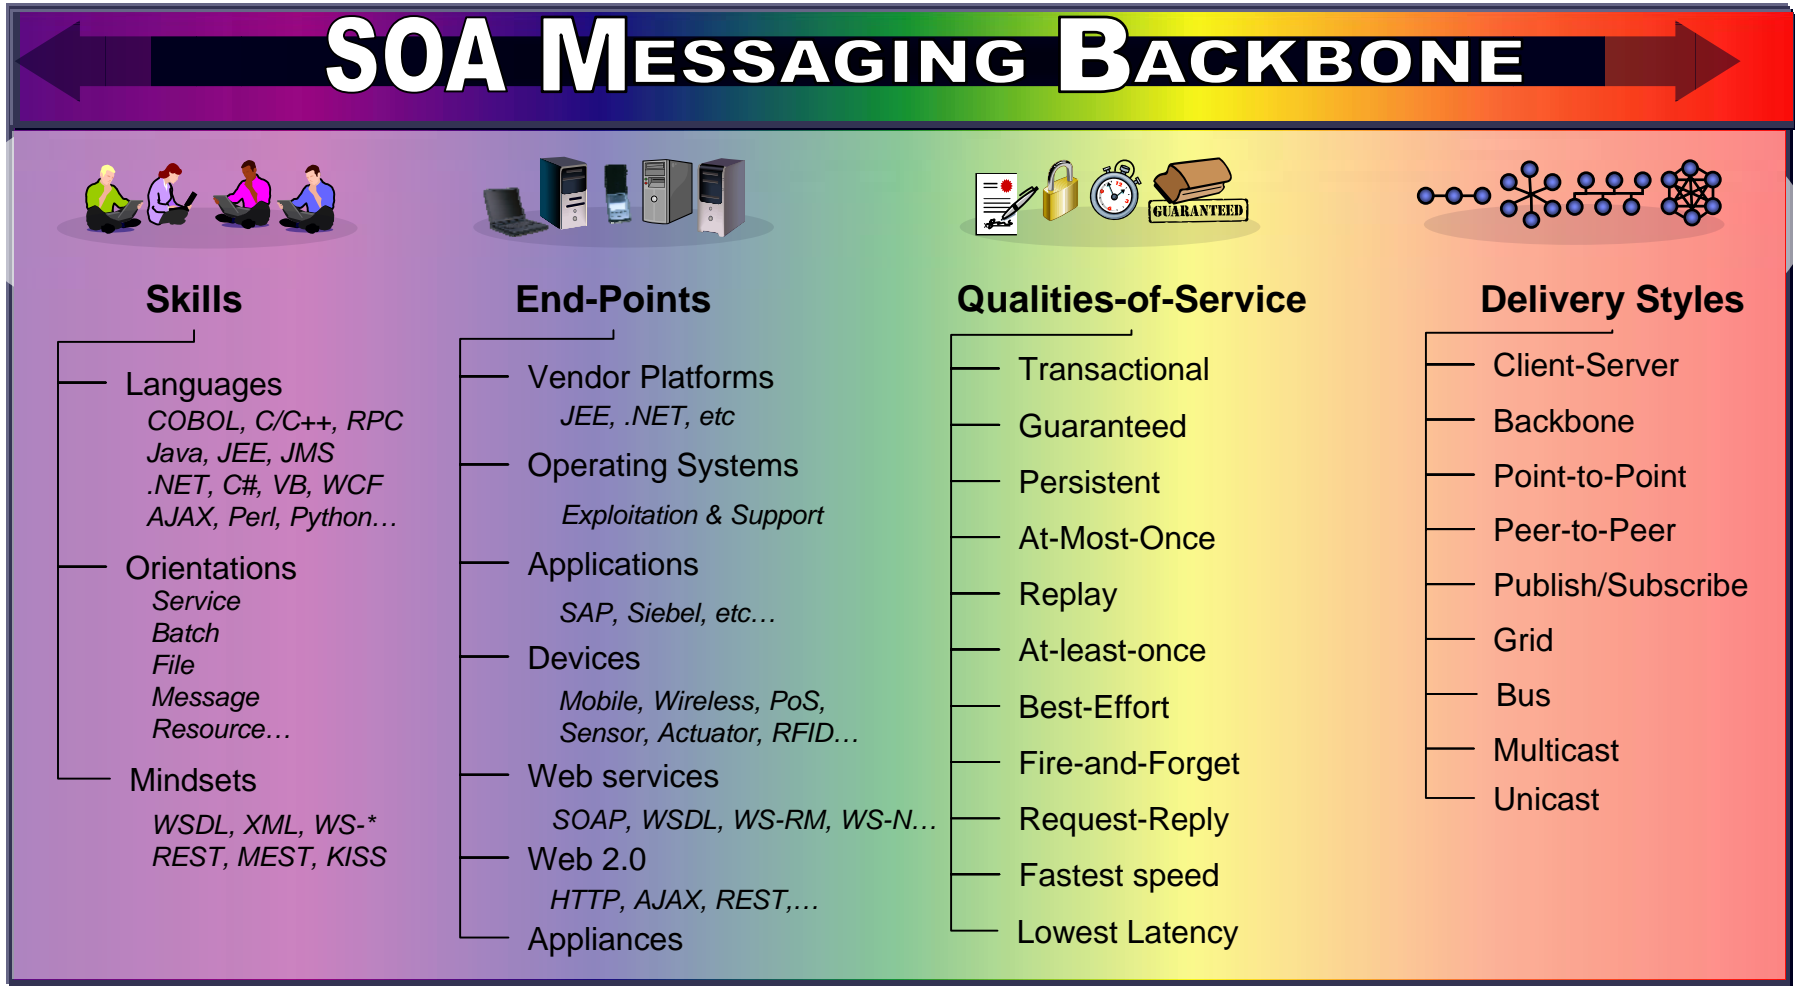 SOA MESSAGING BACKBONE
GUARANTEED
Skills
Languages
COBOL, C/C++, RPC
Java, JEE, JMS
.NET, C#, VB, WCF
AJAX, Perl, Python…
Orientations
Service
Batch
File
Message
Resource…
Mindsets
WSDL, XML, WS-*
REST, MEST, KISS
End-Points
Vendor Platforms
JEE, .NET, etc
Operating Systems
Exploitation & Support
Applications
SAP, Siebel, etc…
Devices
Mobile, Wireless, PoS,
Sensor, Actuator, RFID…
Web services
SOAP, WSDL, WS-RM, WS-N…
Web 2.0
HTTP, AJAX, REST,…
Appliances
Qualities-of-Service
Transactional
Guaranteed
Persistent
At-Most-Once
Replay
At-least-once
Best-Effort
Fire-and-Forget
Request-Reply
Fastest speed
Lowest Latency
Delivery Styles
Client-Server
Backbone
Point-to-Point
Peer-to-Peer
Publish/Subscribe
Grid
Bus
Multicast
Unicast